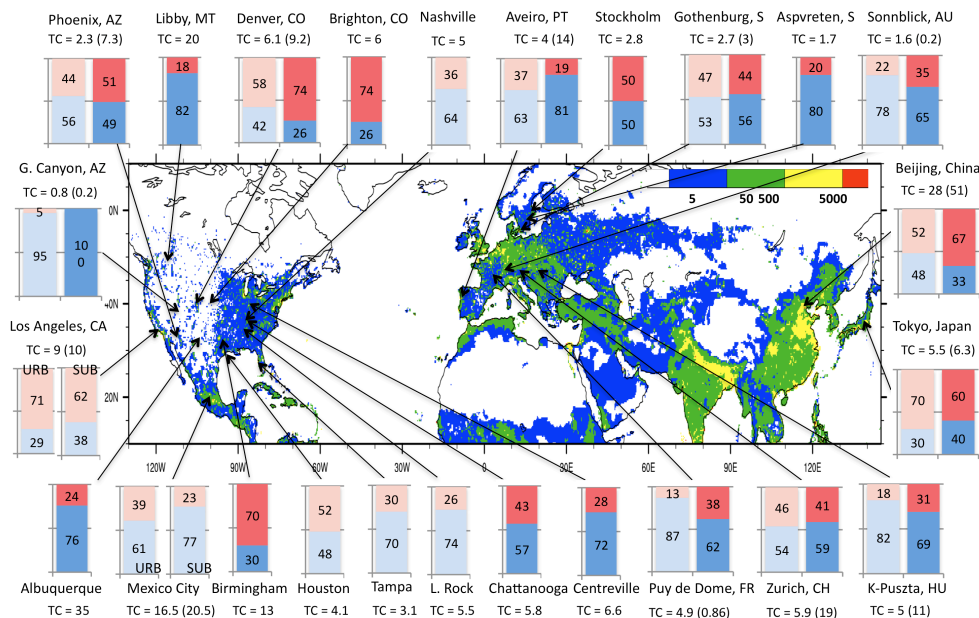 Phoenix, AZ
TC = 2.3 (7.3)
44 51
56 49
Libby, MT
TC = 20
18
82
Denver, CO
TC = 6.1 (9.2)
58 74
42 26
Brighton, CO
TC = 6
74
26
Nashville
TC = 5
36
64
Aveiro, PT
TC = 4 (14)
37 19
63 81
Stockholm
TC = 2.8
50
50
Gothenburg, S
TC = 2.7 (3)
47 44
53 56
Aspvreten, S
TC = 1.7
20
80
Sonnblick, AU
TC = 1.6 (0.2)
22 35
78 65
G. Canyon, AZ
TC = 0.8 (0.2)
5
95
10
0
Beijing, China
TC = 28 (51)
52 67
48 33
5 50 500 5000
0N
+0N
20N
120W 90W 60W 30W 0 30E 60E 90E 120E
Los Angeles, CA
TC = 9 (10)
URB SUB
71 62
29 38
Tokyo, Japan
TC = 5.5 (6.3)
70 60
30 40
24
76
Albuquerque
TC = 35
39 23
61 77
URB SUB
Mexico City
TC = 16.5 (20.5)
70
30
Birmingham
TC = 13
52
48
Houston
TC = 4.1
30
70
Tampa
TC = 3.1
26
74
L. Rock
TC = 5.5
43
57
Chattanooga
TC = 5.8
28
72
Centreville
TC = 6.6
13 38
87 62
Puy de Dome, FR
TC = 4.9 (0.86)
46 41
54 59
Zurich, CH
TC = 5.9 (19)
18 31
82 69
K-Puszta, HU
TC = 5 (11)